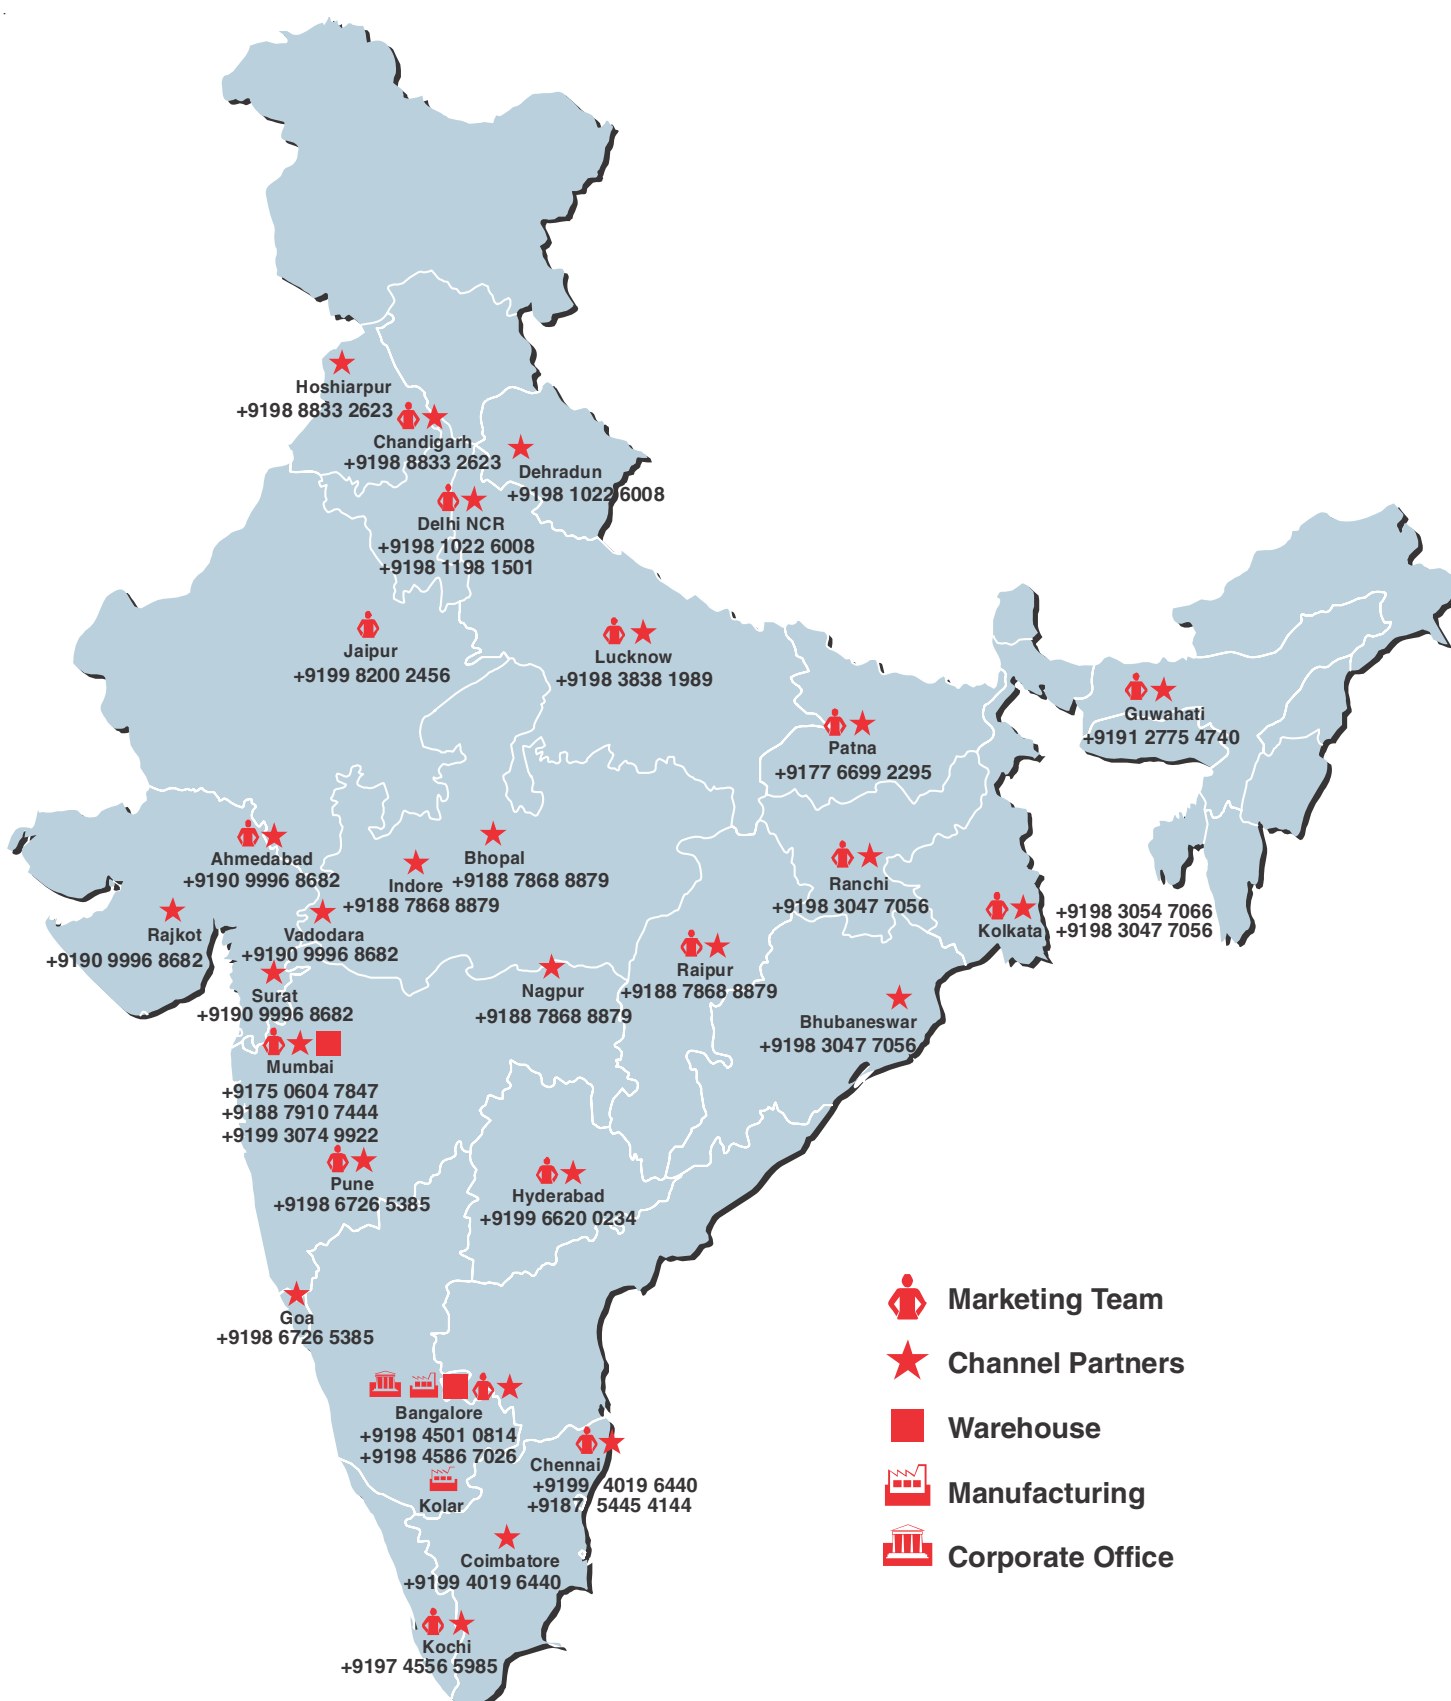 Hoshiarpur
+9198 8833 2623
Chandigarh
+9198 8833 2623
Dehradun
+9198 1022 6008
Delhi NCR
+9198 1022 6008
+9198 1198 1501
Jaipur
+9199 8200 2456
Lucknow
+9198 3838 1989
Guwahati
+9191 2775 4740
Patna
+9177 6699 2295
Ahmedabad
+9190 9996 8682
Bhopal
+9188 7868 8879
Indore
+9188 7868 8879
Ranchi
+9198 3047 7056
Kolkata
+9198 3054 7066
+9198 3047 7056
Rajkot
+9190 9996 8682
Vadodara
+9190 9996 8682
Surat
+9190 9996 8682
Nagpur
+9188 7868 8879
Raipur
+9188 7868 8879
Bhubaneswar
+9198 3047 7056
Mumbai
+9175 0604 7847
+9188 7910 7444
+9199 3074 9922
Pune
+9198 6726 5385
Hyderabad
+9199 6620 0234
Goa
+9198 6726 5385
Bangalore
+9198 4501 0814
+9198 4586 7026
Chennai
+9199 4019 6440
+9187 5445 4144
Kolar
Coimbatore
+9199 4019 6440
Kochi
+9197 4556 5985
Marketing Team
Channel Partners
Warehouse
Manufacturing
Corporate Office